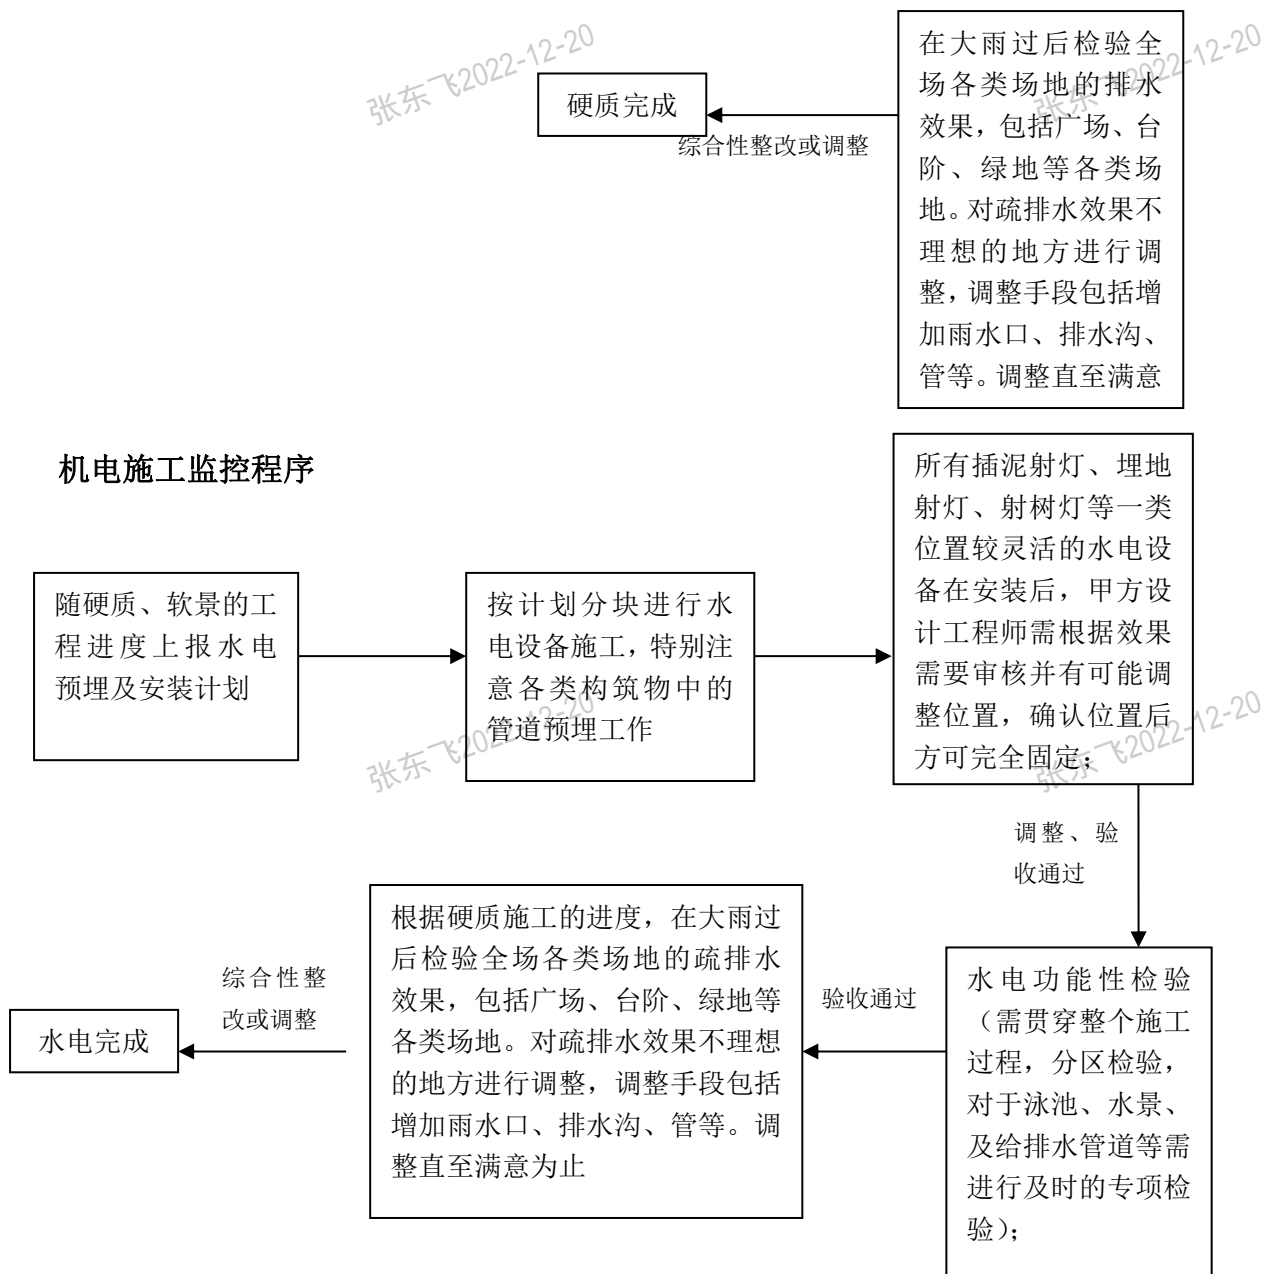 在大雨过后检验全
场各类场地的排水
效果，包括广场、台
阶、绿地等各类场
地。对疏排水效果不
理想的地方进行调
整，调整手段包括增
加雨水口、排水沟、
管等。调整直至满意
硬质完成
综合性整改或调整
张东飞2022-12-20
张东飞2022-12-20
机电施工监控程序
随硬质、软景的工
程进度上报水电
预埋及安装计划
按计划分块进行水
电设备施工，特别注
意各类构筑物中的
管道预埋工作
所有插泥射灯、埋地
射灯、射树灯等一类
位置较灵活的水电设
备在安装后，甲方设
计工程师需根据效果
需要审核并有可能调
整位置，确认位置后
方可完全固定；
张东飞2022-12-20
张东飞2022-12-20
调整、验
收通过
水电功能性检验
（需贯穿整个施工
过程，分区检验，
对于泳池、水景、
及给排水管道等需
进行及时的专项检
验）；
验收通过
根据硬质施工的进度，在大雨过
后检验全场各类场地的疏排水
效果，包括广场、台阶、绿地等
各类场地。对疏排水效果不理想
的地方进行调整，调整手段包括
增加雨水口、排水沟、管等。调
整直至满意为止
综合性整
改或调整
水电完成